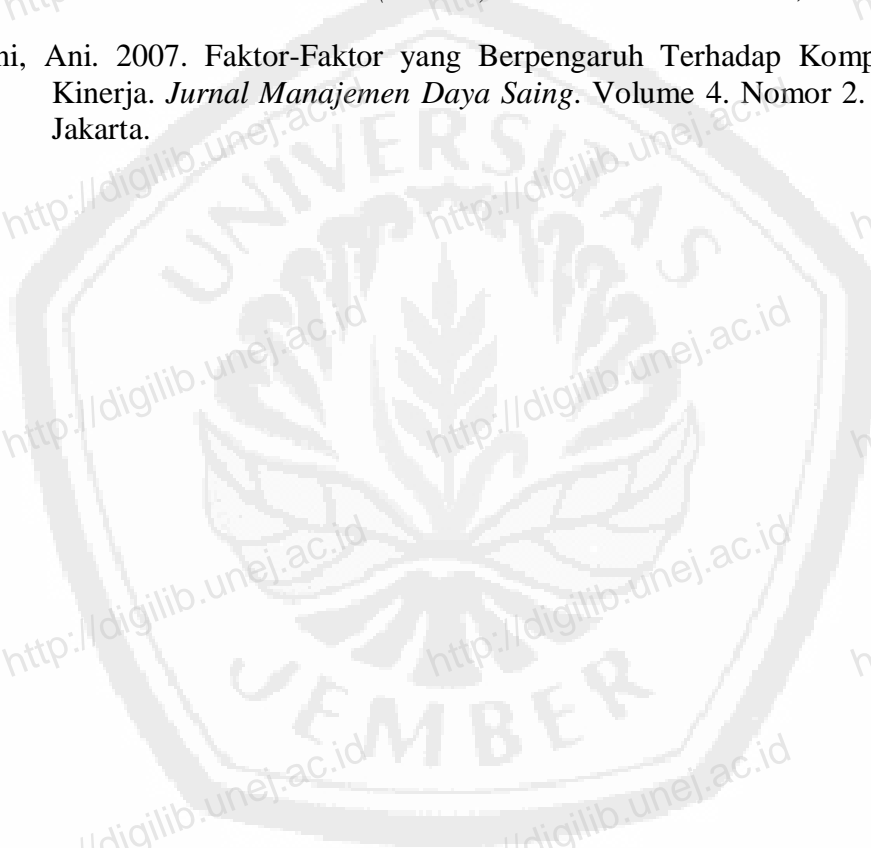 ni, Ani. 2007. Faktor-Faktor yang Berpengaruh Terhadap Komp
Kinerja. Jurnal Manajemen Daya Saing. Volume 4. Nomor 2.
Jakarta.
UNIVERSITAS
JEMBER
http://digilib.unej.ac.id
http://digilib.unej.ac.id
http://digilib.unej.ac.id
http://digilib.unej.ac.id
http://digilib.unej.ac.id
http://digilib.unej.ac.id
//digilib.unej.ac.id
//digilib.unej.ac.id